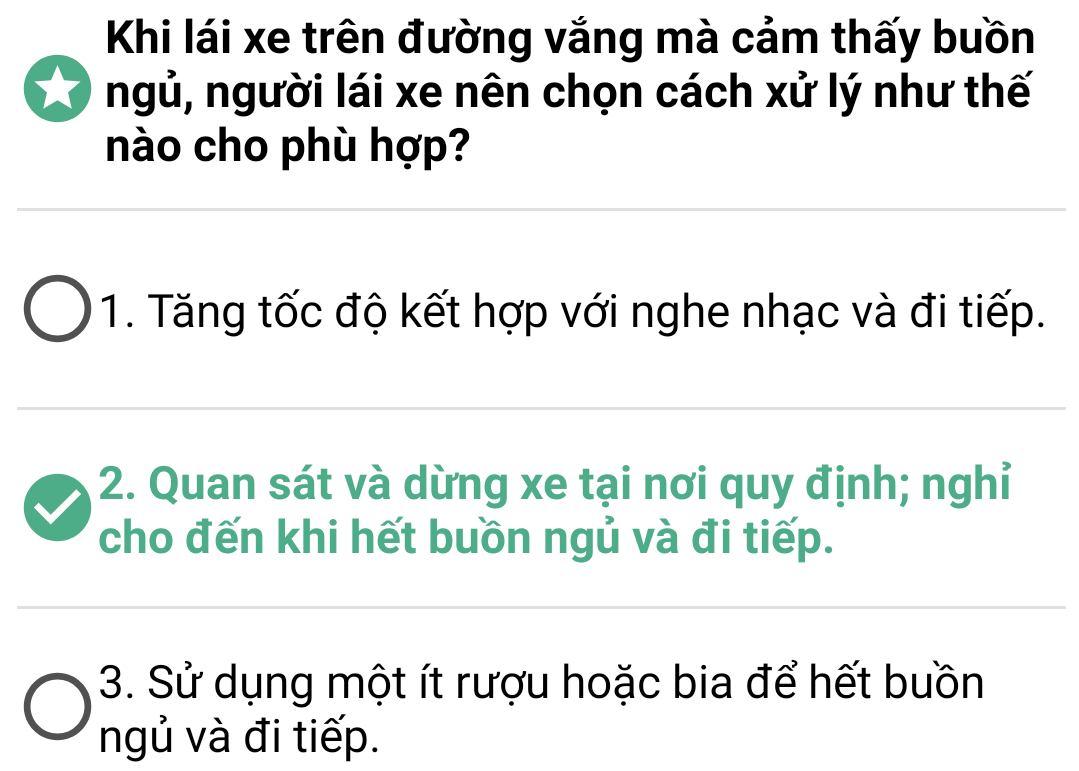 Khi lái xe trên đường vắng mà cảm thấy buồn
ngủ, người lái xe nên chọn cách xử lý như thế
nào cho phù hợp?
1. Tăng tốc độ kết hợp với nghe nhạc và đi tiếp.
2. Quan sát và dừng xe tại nơi quy định; nghỉ
cho đến khi hết buồn ngủ và đi tiếp.
3. Sử dụng một ít rượu hoặc bia để hết buồn
ngủ và đi tiếp.